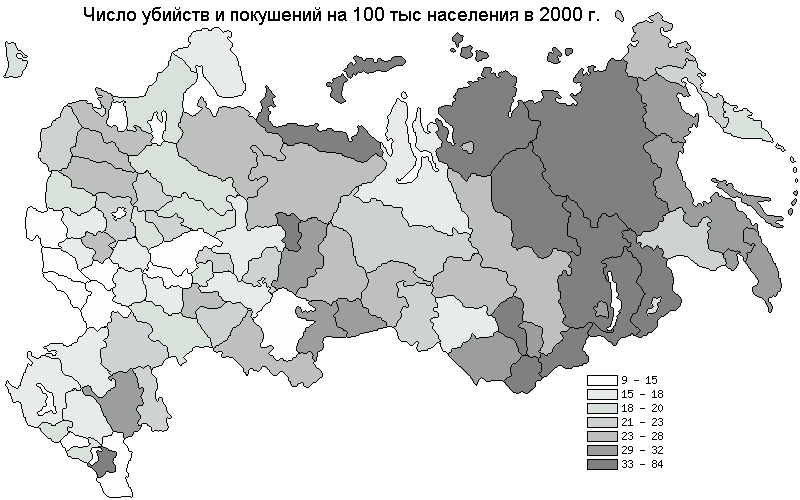 Число убийств и покушений на 100 тыс населения в 2000 г.
9 - 15
15 - 18
18 - 20
21 - 23
23 - 28
29 - 32
33 - 84